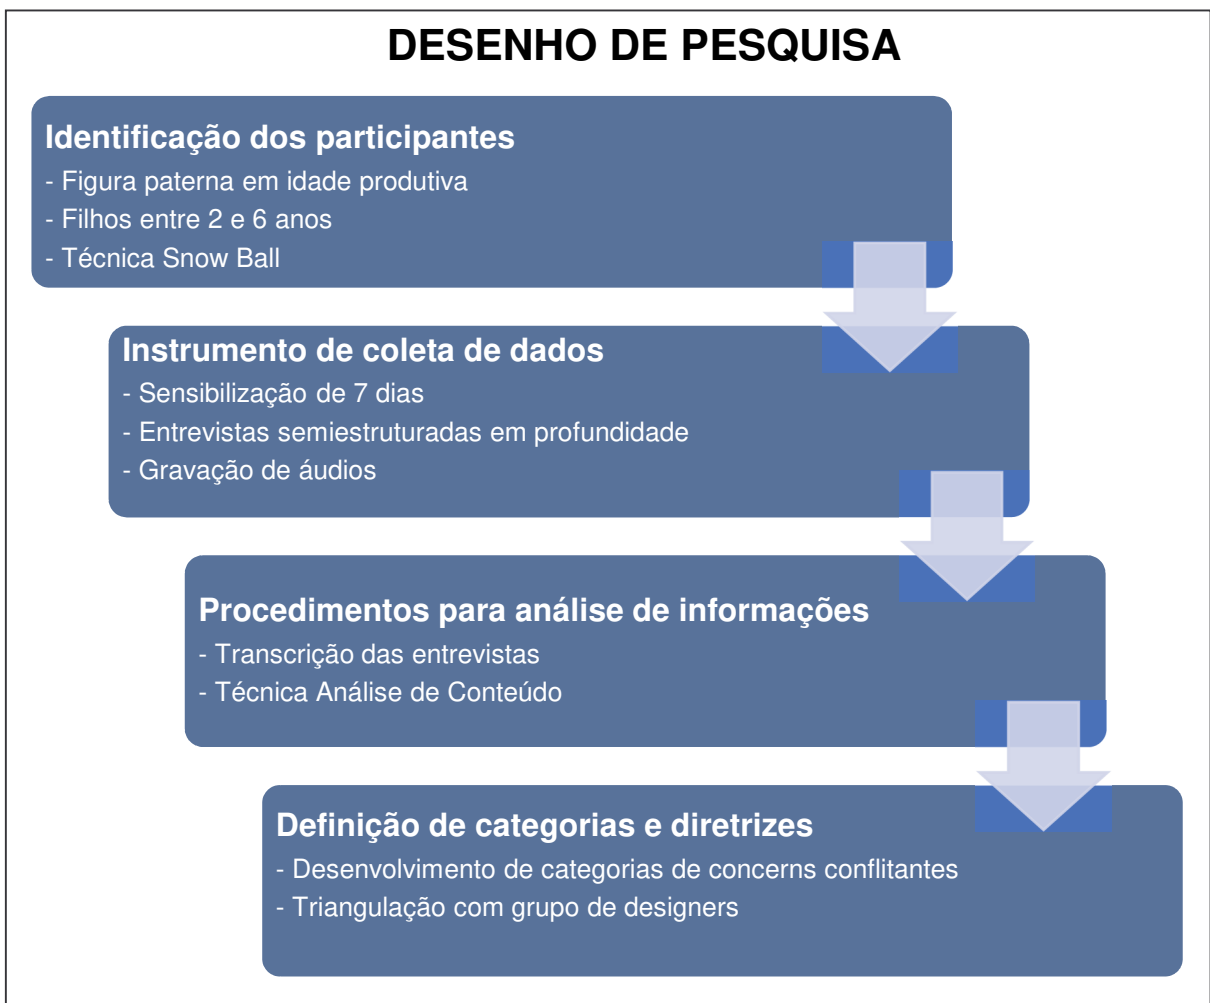 DESENHO DE PESQUISA
Identificação dos participantes
- Figura paterna em idade produtiva
- Filhos entre 2 e 6 anos
- Técnica Snow Ball
Instrumento de coleta de dados
- Sensibilização de 7 dias
- Entrevistas semiestruturadas em profundidade
- Gravação de áudios
Procedimentos para análise de informações
- Transcrição das entrevistas
- Técnica Análise de Conteúdo
Definição de categorias e diretrizes
- Desenvolvimento de categorias de concerns conflitantes
- Triangulação com grupo de designers